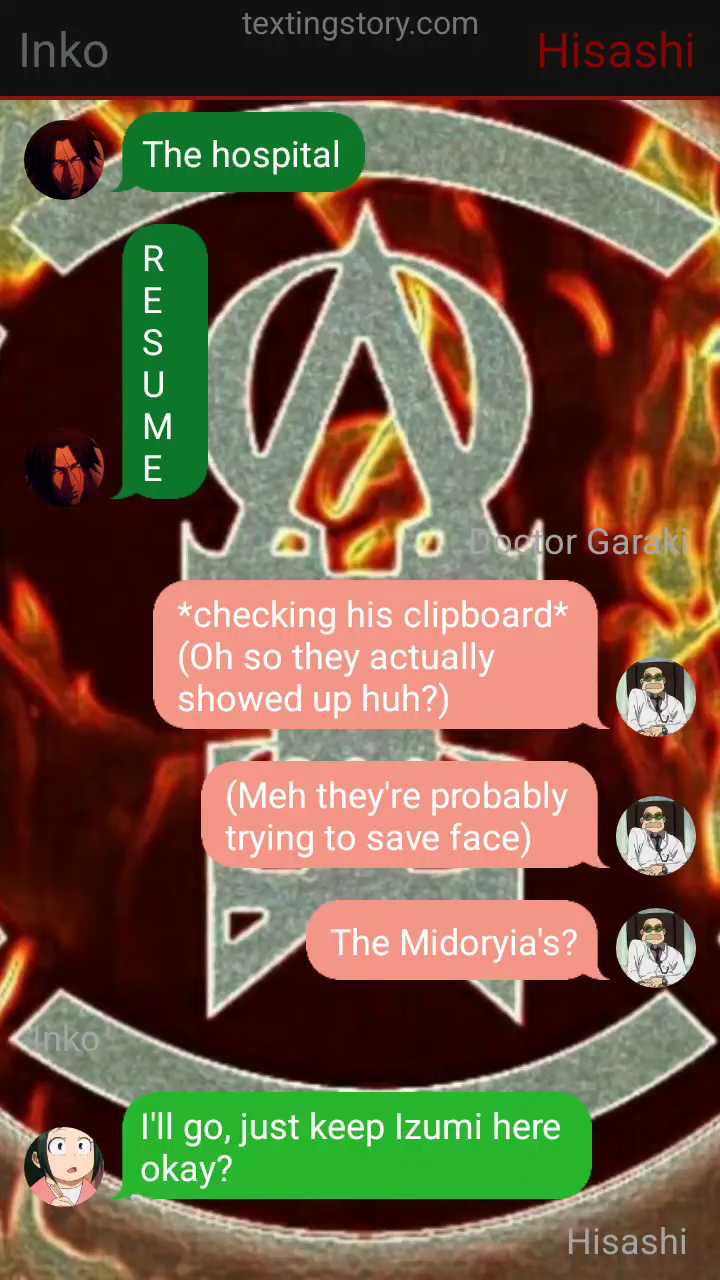 textingstory.com
Inko
Hisashi
The hospital
R
E
S
U
M
E
Doctor Garaki
*checking his clipboard*
(Oh so they actually
showed up huh?)
(Meh they're probably
trying to save face)
The Midoryia's?
Inko
I'll go, just keep Izumi here
okay?
Hisashi